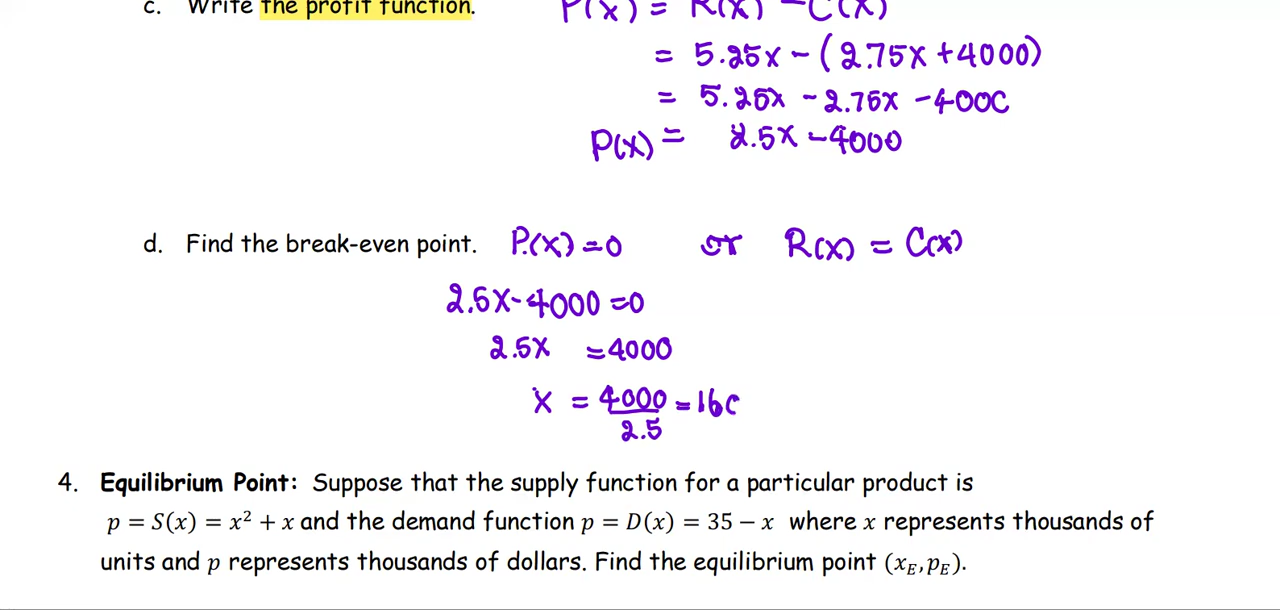 c. Write the profit function. P(x) = R(x) - C(x)
= 5.25x - (2.75x + 4000)
= 5.25x - 2.75x - 400C
P(x) = 2.5x - 4000
d. Find the break-even point. P(x) = 0 or R(x) = C(x)
2.5x - 4000 = 0
2.5x = 4000
x = 4000/2.5 = 16C
4. Equilibrium Point: Suppose that the supply function for a particular product is
p = S(x) = x² + x and the demand function p = D(x) = 35 − x where x represents thousands of
units and p represents thousands of dollars. Find the equilibrium point (x_E, p_E).